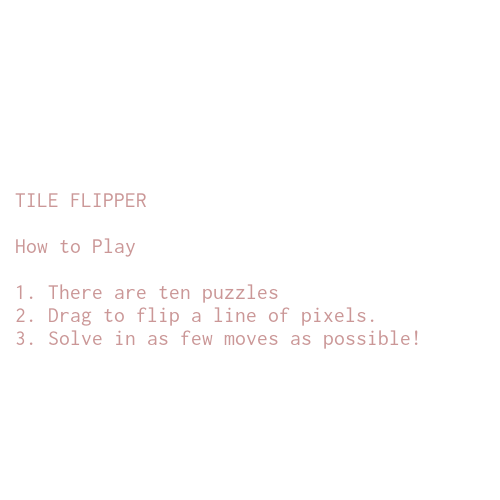 TILE FLIPPER
How to Play
1. There are ten puzzles
2. Drag to flip a line of pixels.
3. Solve in as few moves as possible!